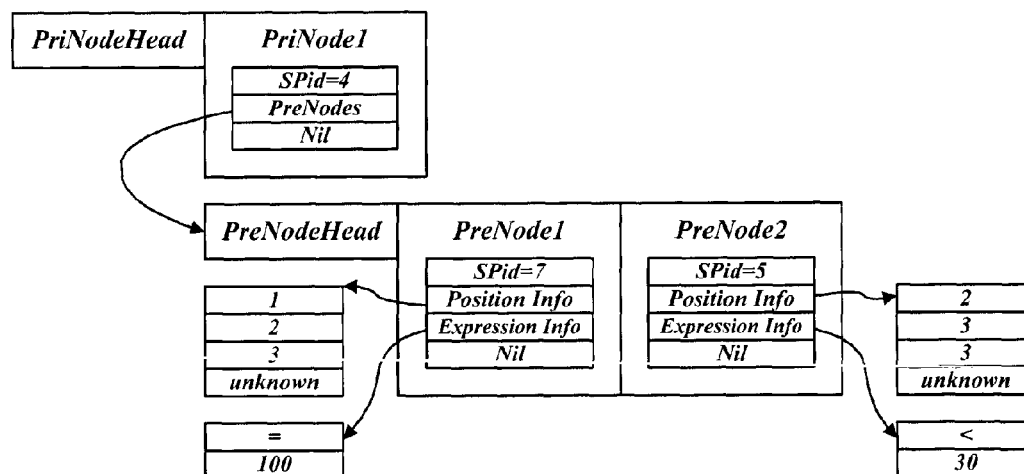 PriNodeHead
PriNode1
SPid=4
PreNodes
Nil
PreNodeHead
PreNode1
PreNode2
SPid=7
Position Info
Expression Info
Nil
SPid=5
Position Info
Expression Info
Nil
1
2
3
unknown
2
3
3
unknown
=
100
<
30